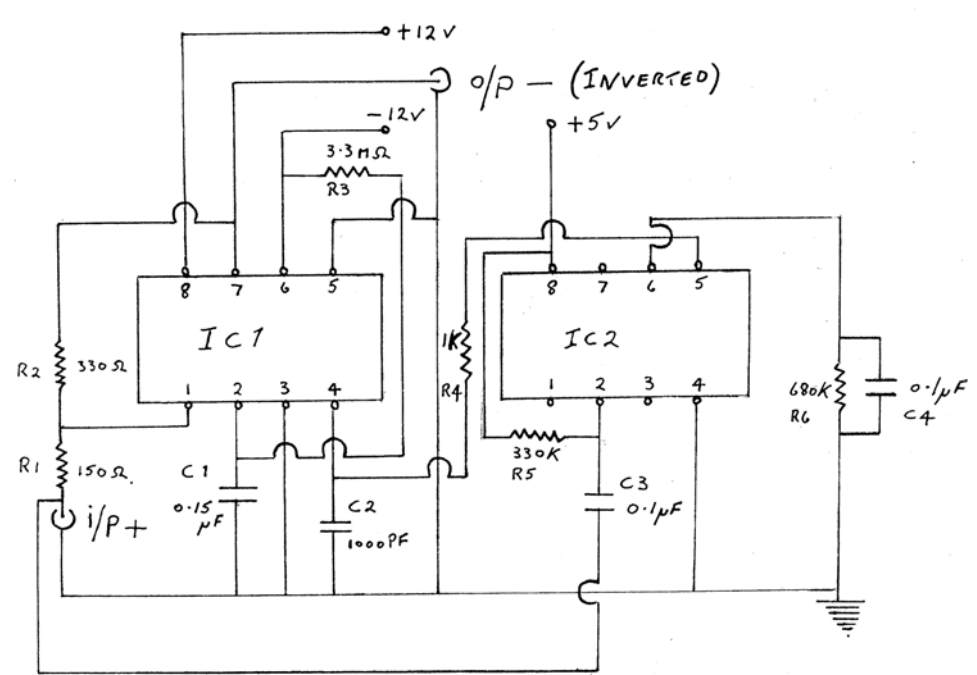 +12V
O/P – (INVERTED)
-12V
+5V
3.3MΩ
R3
8 7 6 5
8 7 6 5
IC1
IC2
1K
R4
R2 330Ω
680K
R6
0.1µF
C4
1 2 3 4
1 2 3 4
R1 150Ω.
330K
R5
C1
0.15
µF
C2
1000PF
C3
0.1µF
i/P+